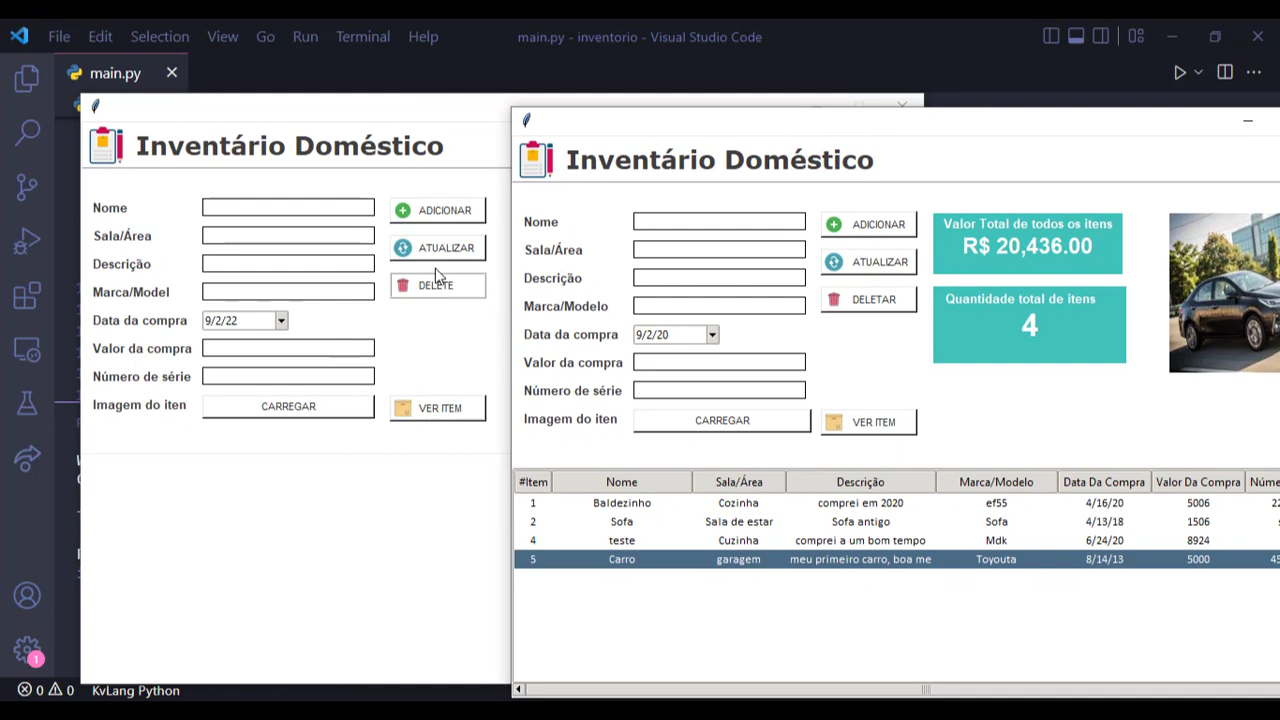 File Edit Selection View Go Run Terminal Help main.py - inventorio - Visual Studio Code
main.py
Inventário Doméstico
Nome
ADICIONAR
Sala/Área
ATUALIZAR
Descrição
DELETE
Marca/Model
Data da compra 9/2/22
Valor da compra
Número de série
Imagem do iten CARREGAR VER ITEM
Inventário Doméstico
Nome
ADICIONAR
Sala/Área
ATUALIZAR
Descrição
DELETAR
Marca/Modelo
Data da compra 9/2/20
Valor da compra
Número de série
Imagem do iten CARREGAR VER ITEM
Valor Total de todos os itens
R$ 20,436.00
Quantidade total de itens
4
#Item Nome Sala/Área Descrição Marca/Modelo Data Da Compra Valor Da Compra Núme
1 Baldezinho Cozinha comprei em 2020 ef55 4/16/20 5006 22
2 Sofa Sala de estar Sofa antigo Sofa 4/13/18 1506 s
4 teste Cuzinha comprei a um bom tempo Mdk 6/24/20 8924
5 Carro garagem meu primeiro carro, boa me Toyouta 8/14/13 5000 45
1
0 0 KvLang Python